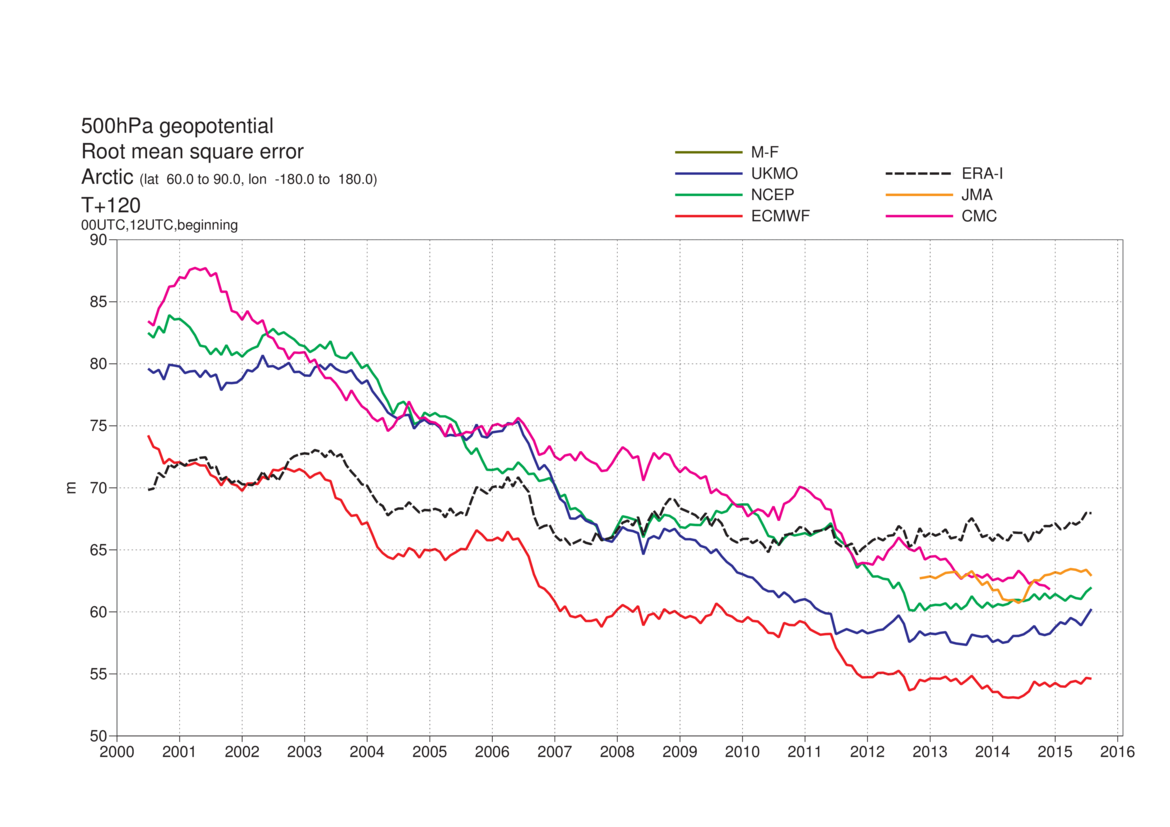 500hPa geopotential
Root mean square error
Arctic (lat 60.0 to 90.0, lon -180.0 to 180.0)
T+120
00UTC,12UTC,beginning
M-F
UKMO
NCEP
ECMWF
ERA-I
JMA
CMC
90
85
80
75
70
65
60
55
50
m
2000 2001 2002 2003 2004 2005 2006 2007 2008 2009 2010 2011 2012 2013 2014 2015 2016